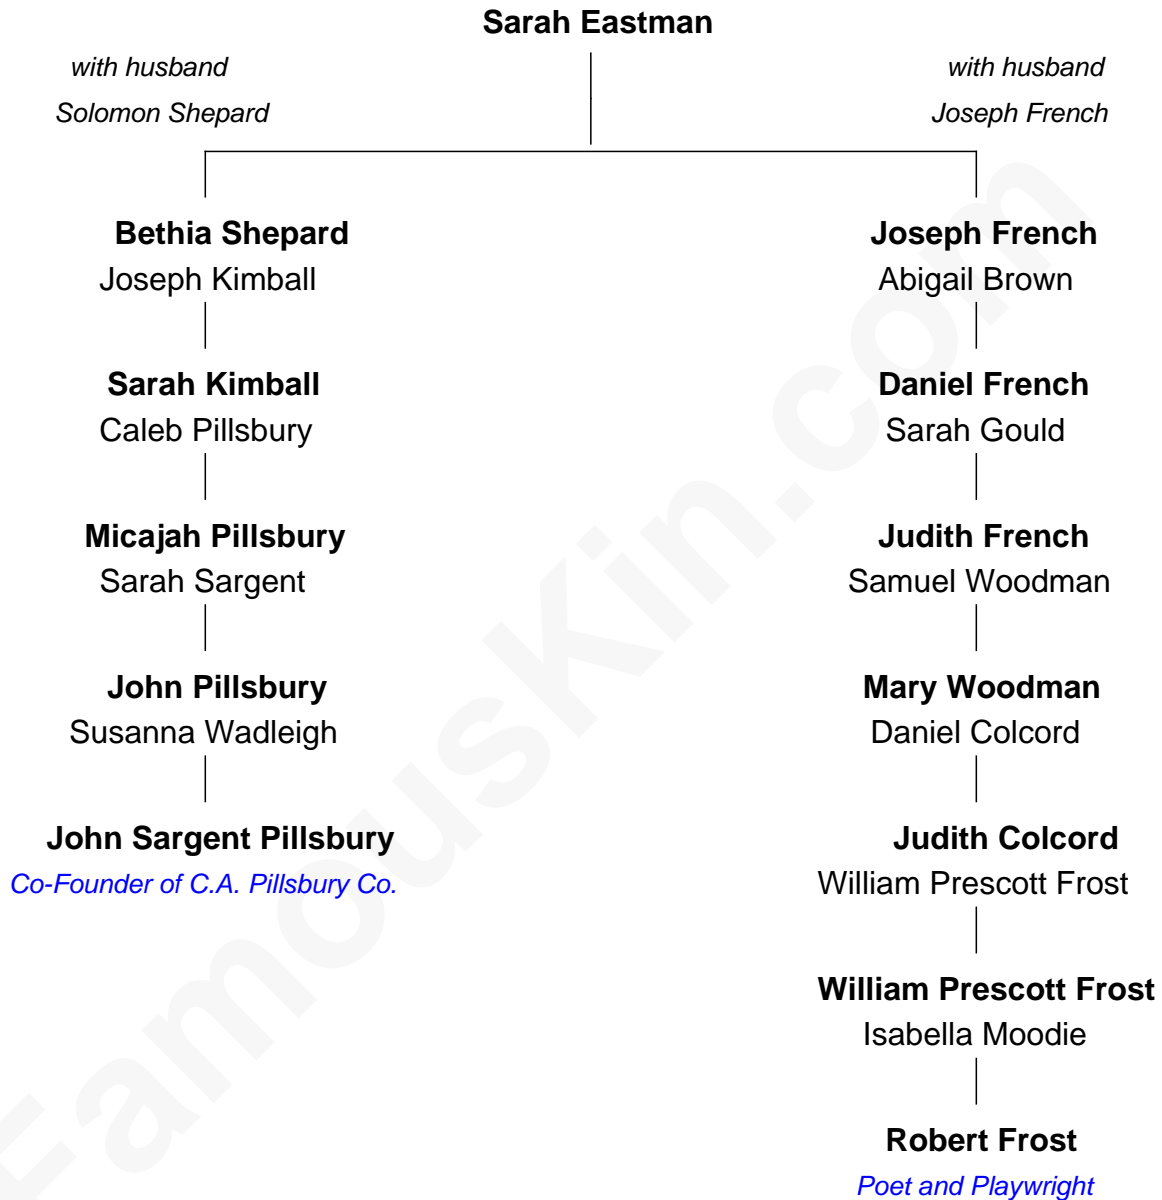 Sarah Eastman
with husband
Solomon Shepard
with husband
Joseph French
Bethia Shepard
Joseph Kimball
Sarah Kimball
Caleb Pillsbury
Micajah Pillsbury
Sarah Sargent
John Pillsbury
Susanna Wadleigh
John Sargent Pillsbury
Co-Founder of C.A. Pillsbury Co.
Joseph French
Abigail Brown
Daniel French
Sarah Gould
Judith French
Samuel Woodman
Mary Woodman
Daniel Colcord
Judith Colcord
William Prescott Frost
William Prescott Frost
Isabella Moodie
Robert Frost
Poet and Playwright
FamousKin.com